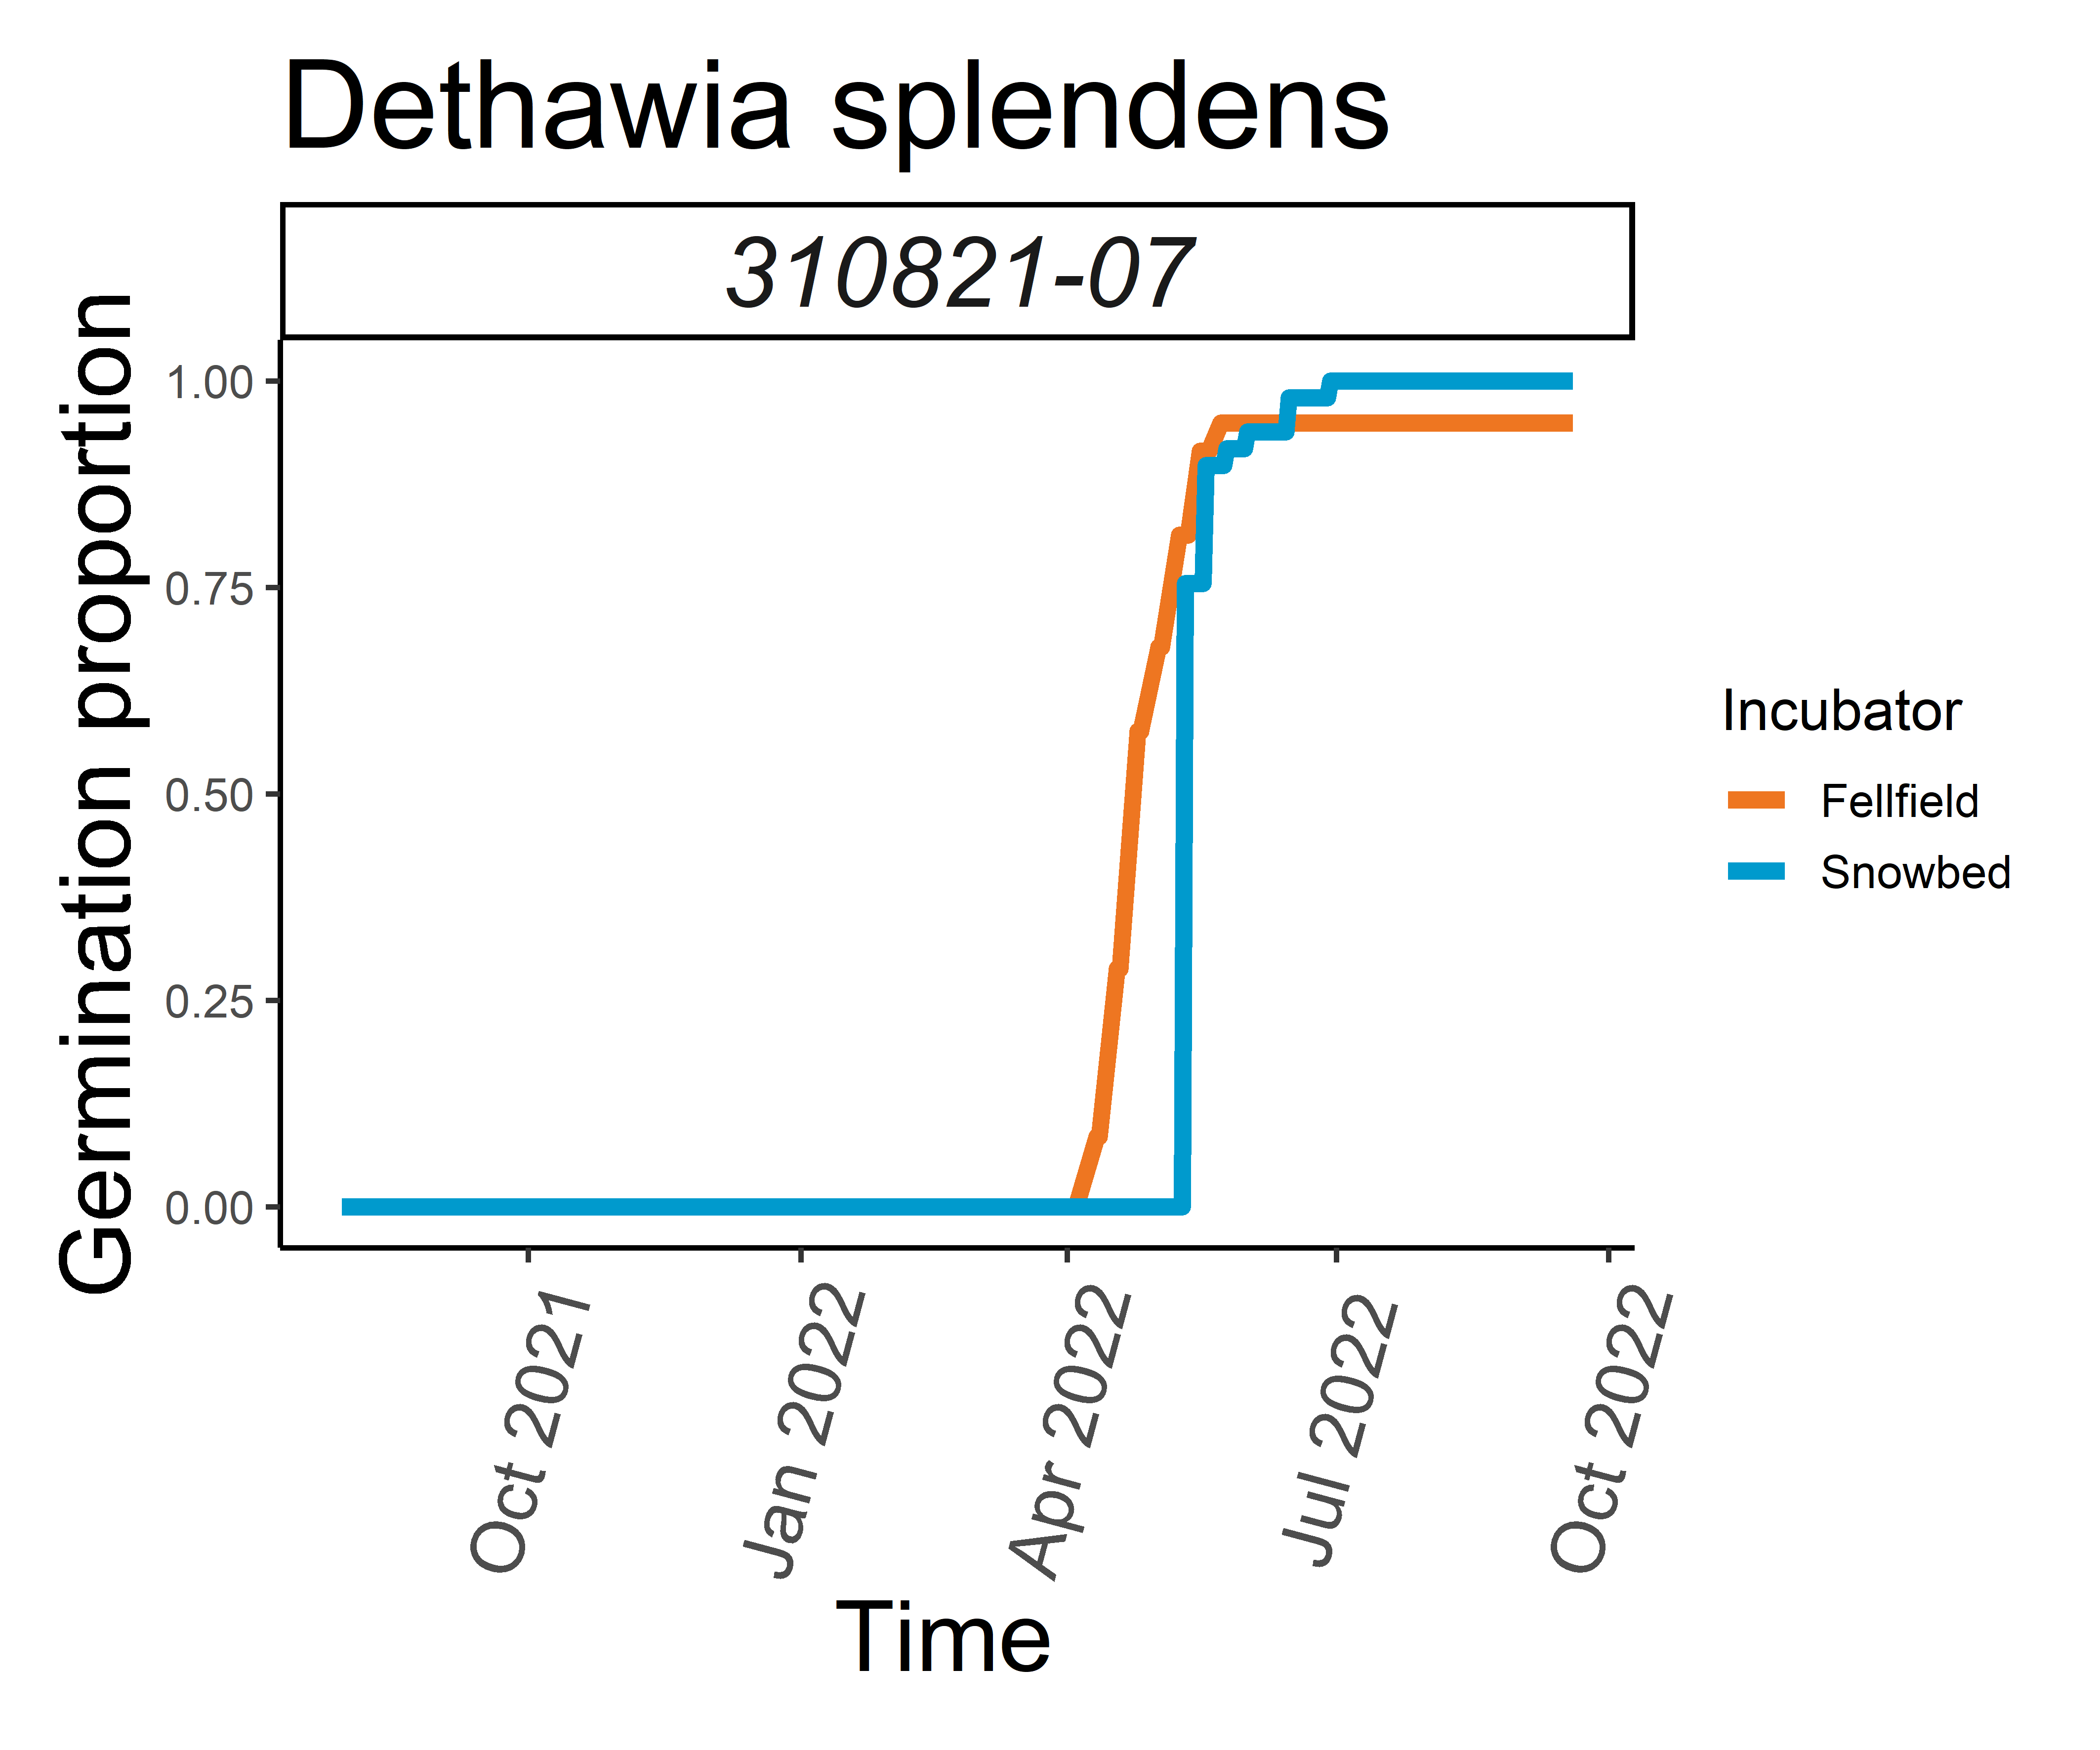 Dethawia splendens
310821-07
Germination proportion
1.00
0.75
0.50
0.25
0.00
Oct 2021
Jan 2022
Apr 2022
Jul 2022
Oct 2022
Time
Incubator
Fellfield
Snowbed